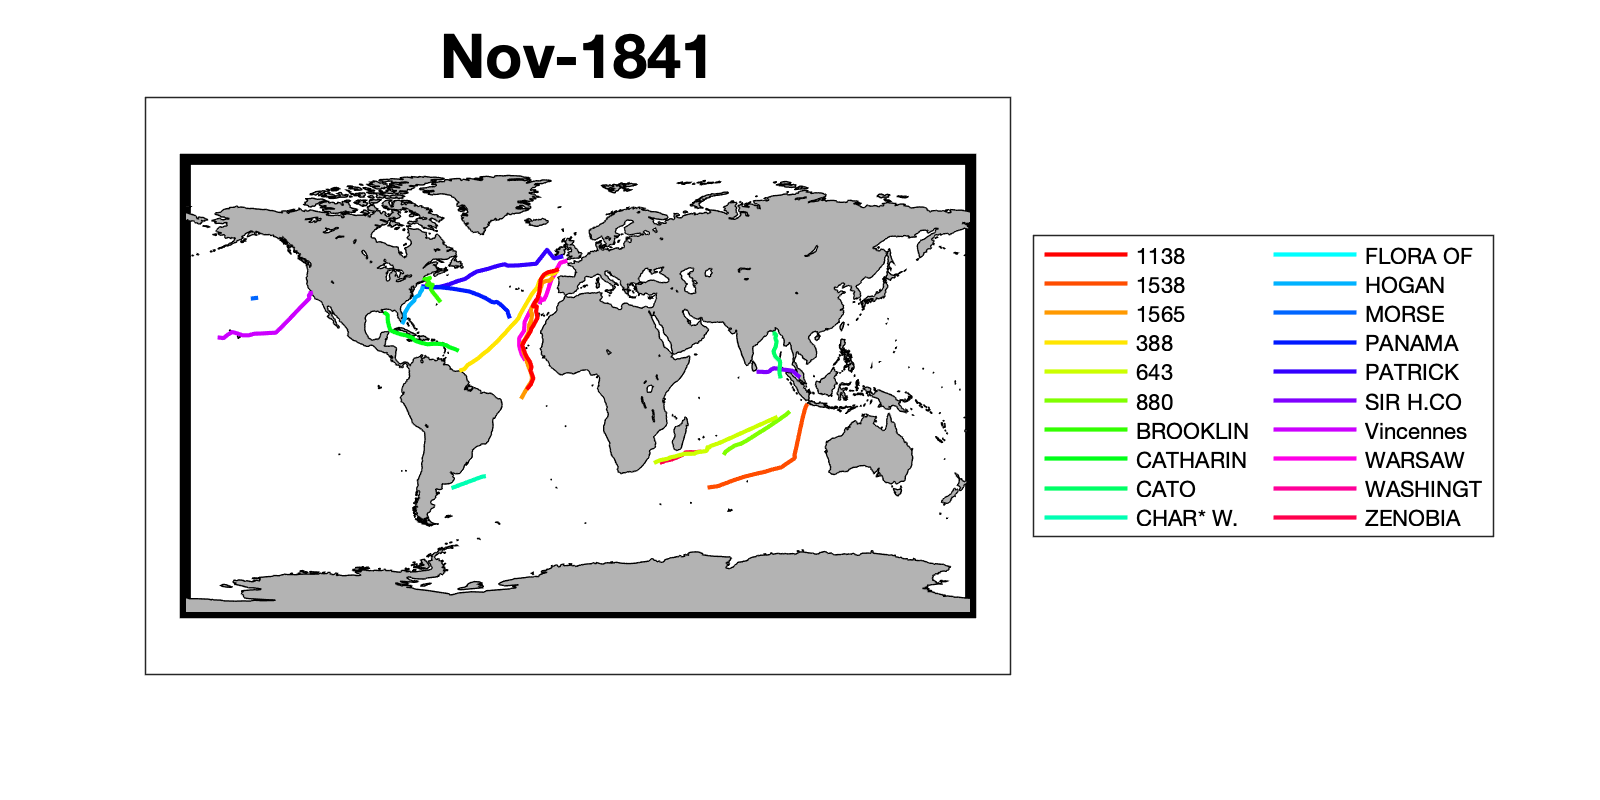 Nov-1841
1138
1538
1565
388
643
880
BROOKLIN
CATHARIN
CATO
CHAR* W.
FLORA OF
HOGAN
MORSE
PANAMA
PATRICK
SIR H.CO
Vincennes
WARSAW
WASHINGT
ZENOBIA